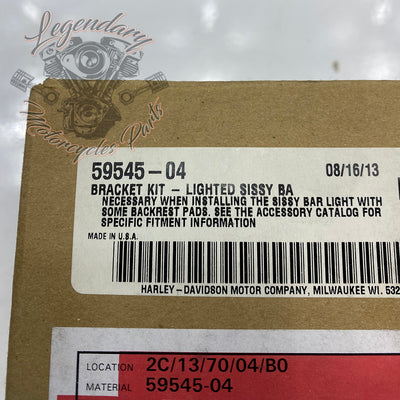 Legendary
Motorcycles Parts
59545-04 08/16/13
BRACKET KIT - LIGHTED SISSY BA
NECESSARY WHEN INSTALLING THE SISSY BAR LIGHT WITH
SOME BACKREST PADS. SEE THE ACCESSORY CATALOG FOR
SPECIFIC FITMENT INFORMATION
MADE IN U.S.A.
HARLEY-DAVIDSON MOTOR COMPANY, MILWAUKEE WI. 532
LOCATION 2C/13/70/04/B0
MATERIAL 59545-04